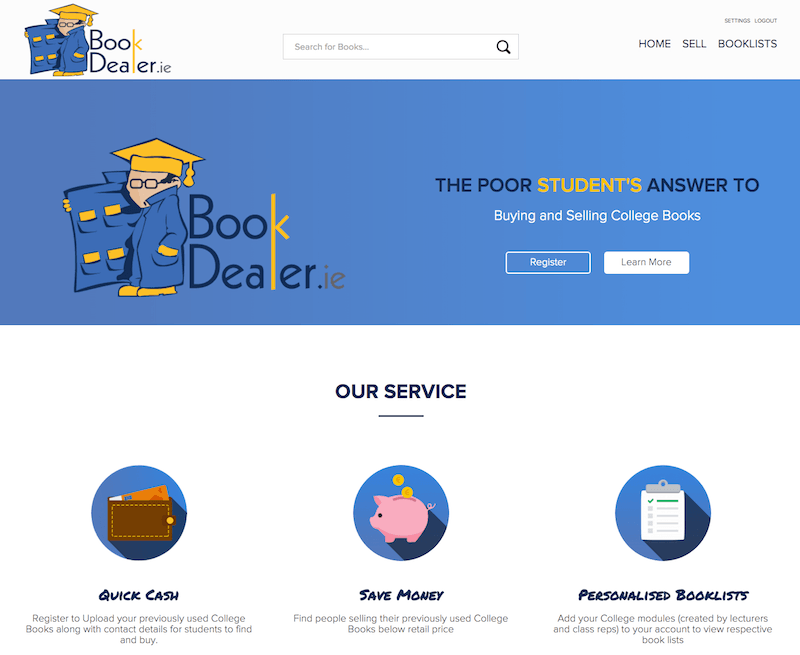 Book
Dealer.ie
Search for Books...
SETTINGS LOGOUT
HOME SELL BOOKLISTS
Book
Dealer.ie
THE POOR STUDENT'S ANSWER TO
Buying and Selling College Books
Register Learn More
OUR SERVICE
Quick Cash
Register to Upload your previously used College
Books along with contact details for students to find
and buy.
Save Money
Find people selling their previously used College
Books below retail price
Personalised Booklists
Add your College modules (created by lecturers
and class reps) to your account to view respective
book lists